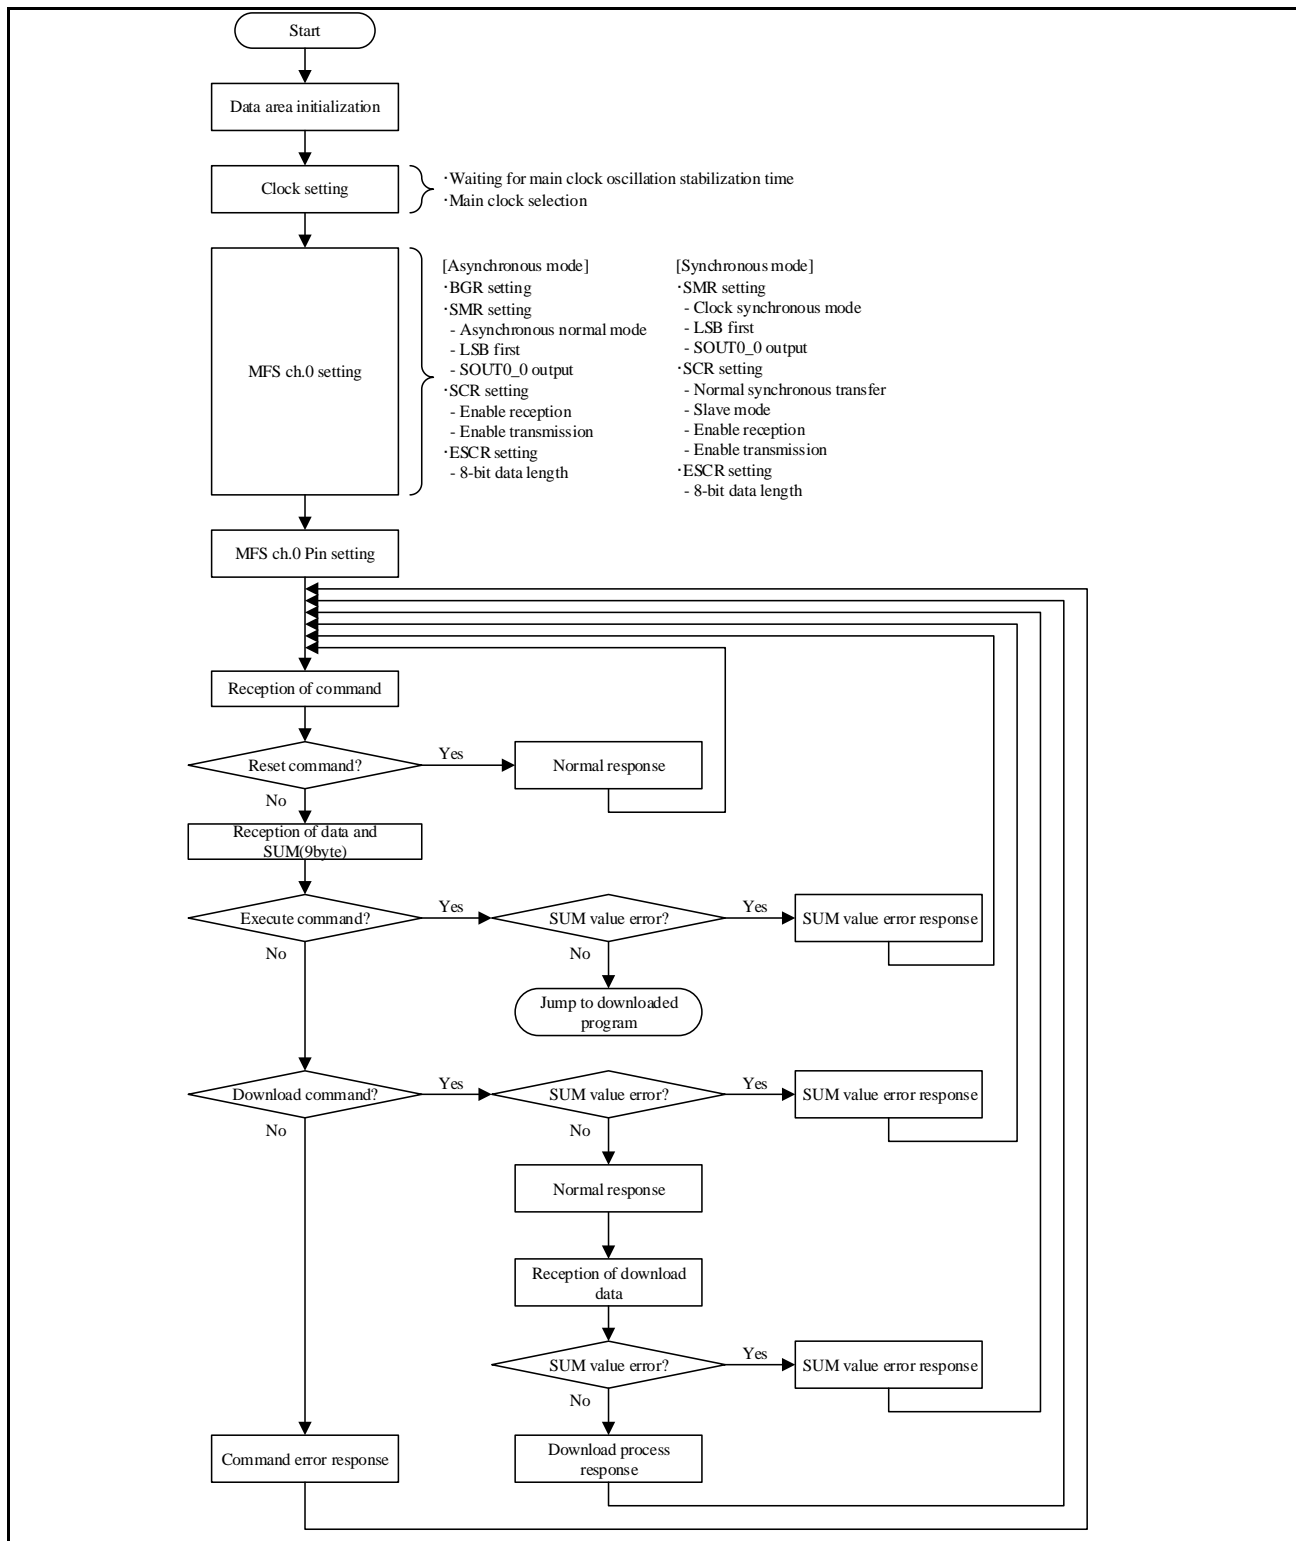 Start
Data area initialization
Clock setting
·Waiting for main clock oscillation stabilization time
·Main clock selection
MFS ch.0 setting
[Asynchronous mode]
·BGR setting
·SMR setting
- Asynchronous normal mode
- LSB first
- SOUT0_0 output
·SCR setting
- Enable reception
- Enable transmission
·ESCR setting
- 8-bit data length
[Synchronous mode]
·SMR setting
- Clock synchronous mode
- LSB first
- SOUT0_0 output
·SCR setting
- Normal synchronous transfer
- Slave mode
- Enable reception
- Enable transmission
·ESCR setting
- 8-bit data length
MFS ch.0 Pin setting
Reception of command
Reset command?
Yes
Normal response
No
Reception of data and
SUM(9byte)
Execute command?
Yes
SUM value error?
Yes
SUM value error response
No
No
Jump to downloaded
program
Download command?
Yes
SUM value error?
Yes
SUM value error response
No
No
Normal response
Reception of download
data
SUM value error?
Yes
SUM value error response
No
Command error response
Download process
response